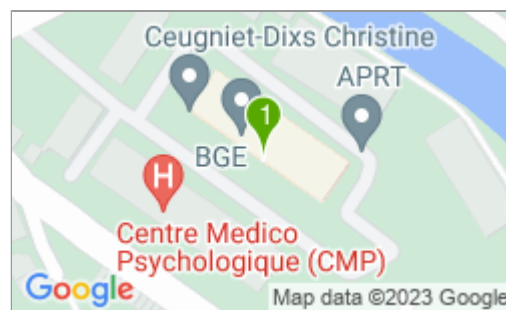 Ceugniet-Dixs Christine
APRT
1
BGE
H
Centre Medico
Psychologique (CMP)
Google
Map data ©2023 Google